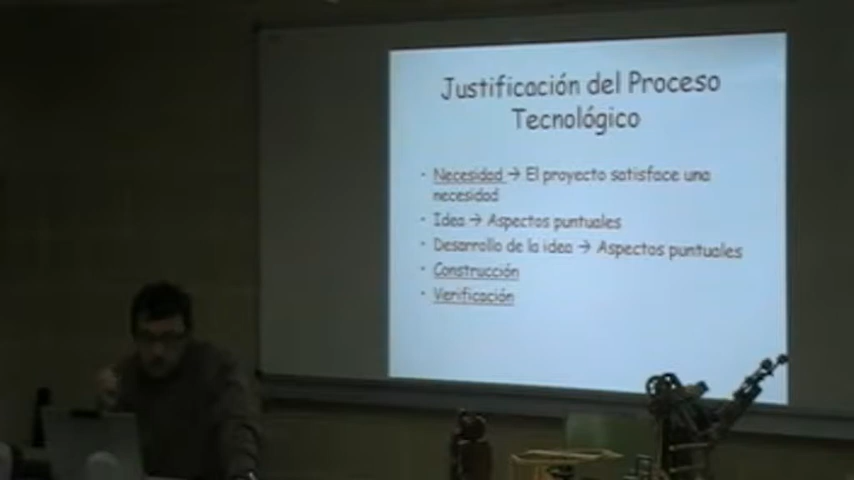 Justificación del Proceso
Tecnológico
· Necesidad → El proyecto satisface una
necesidad
· Idea → Aspectos puntuales
· Desarrollo de la idea → Aspectos puntuales
· Construcción
· Verificación